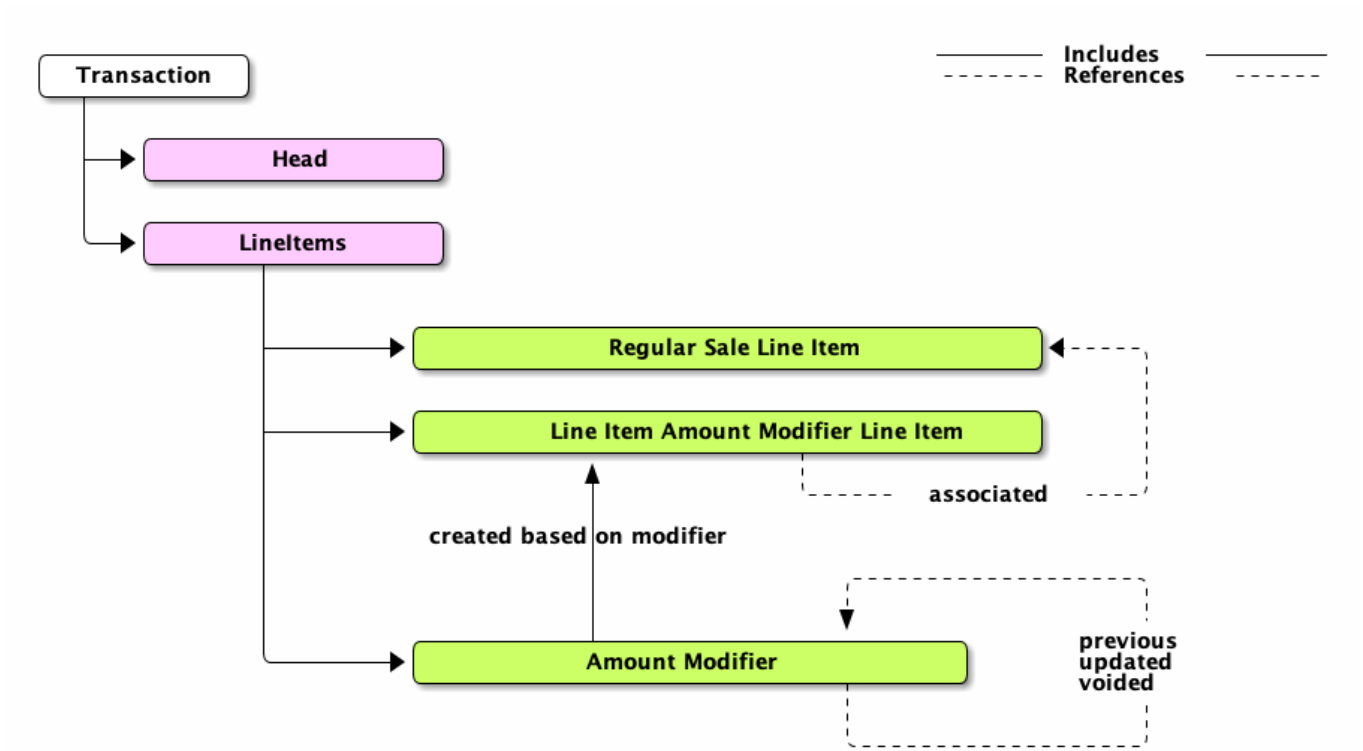 Transaction
Includes
References
Head
LineItems
Regular Sale Line Item
Line Item Amount Modifier Line Item
associated
created based on modifier
Amount Modifier
previous
updated
voided